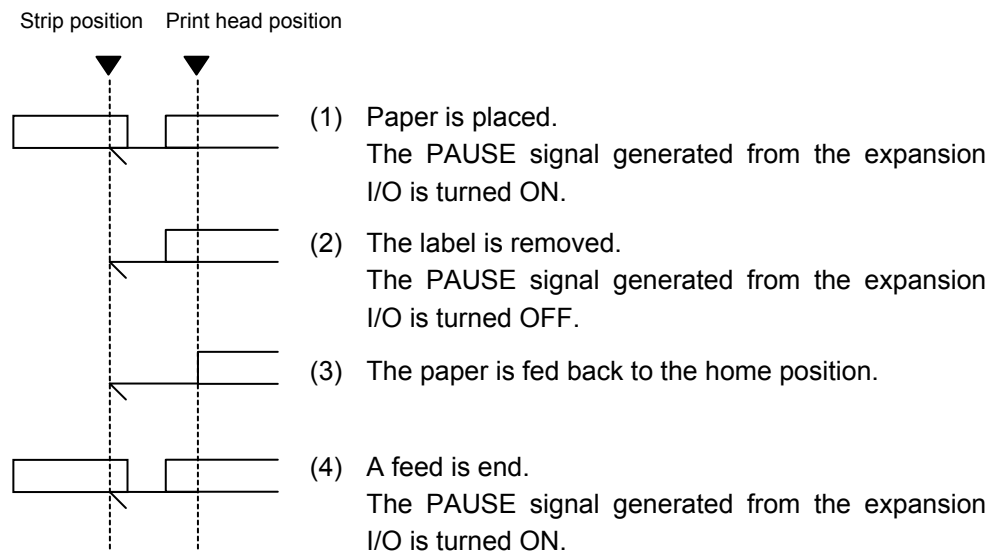 Strip position Print head position
(1) Paper is placed.
The PAUSE signal generated from the expansion
I/O is turned ON.
(2) The label is removed.
The PAUSE signal generated from the expansion
I/O is turned OFF.
(3) The paper is fed back to the home position.
(4) A feed is end.
The PAUSE signal generated from the expansion
I/O is turned ON.